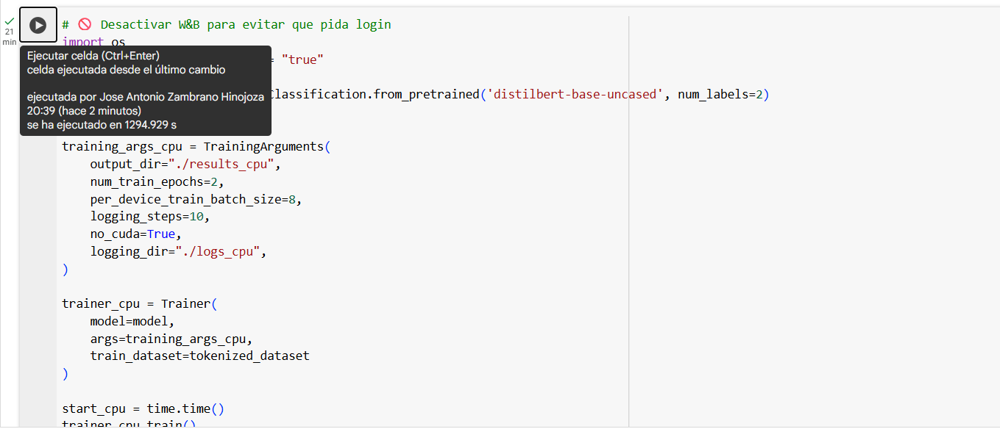 21
min
# 🚫 Desactivar W&B para evitar que pida login
import os
Ejecutar celda (Ctrl+Enter)
celda ejecutada desde el último cambio
ejecutada por Jose Antonio Zambrano Hinojoza
20:39 (hace 2 minutos)
se ha ejecutado en 1294.929 s
= "true"
Classification.from_pretrained('distilbert-base-uncased', num_labels=2)
training_args_cpu = TrainingArguments(
    output_dir="./results_cpu",
    num_train_epochs=2,
    per_device_train_batch_size=8,
    logging_steps=10,
    no_cuda=True,
    logging_dir="./logs_cpu",
)
trainer_cpu = Trainer(
    model=model,
    args=training_args_cpu,
    train_dataset=tokenized_dataset
)
start_cpu = time.time()
trainer_cpu.train()